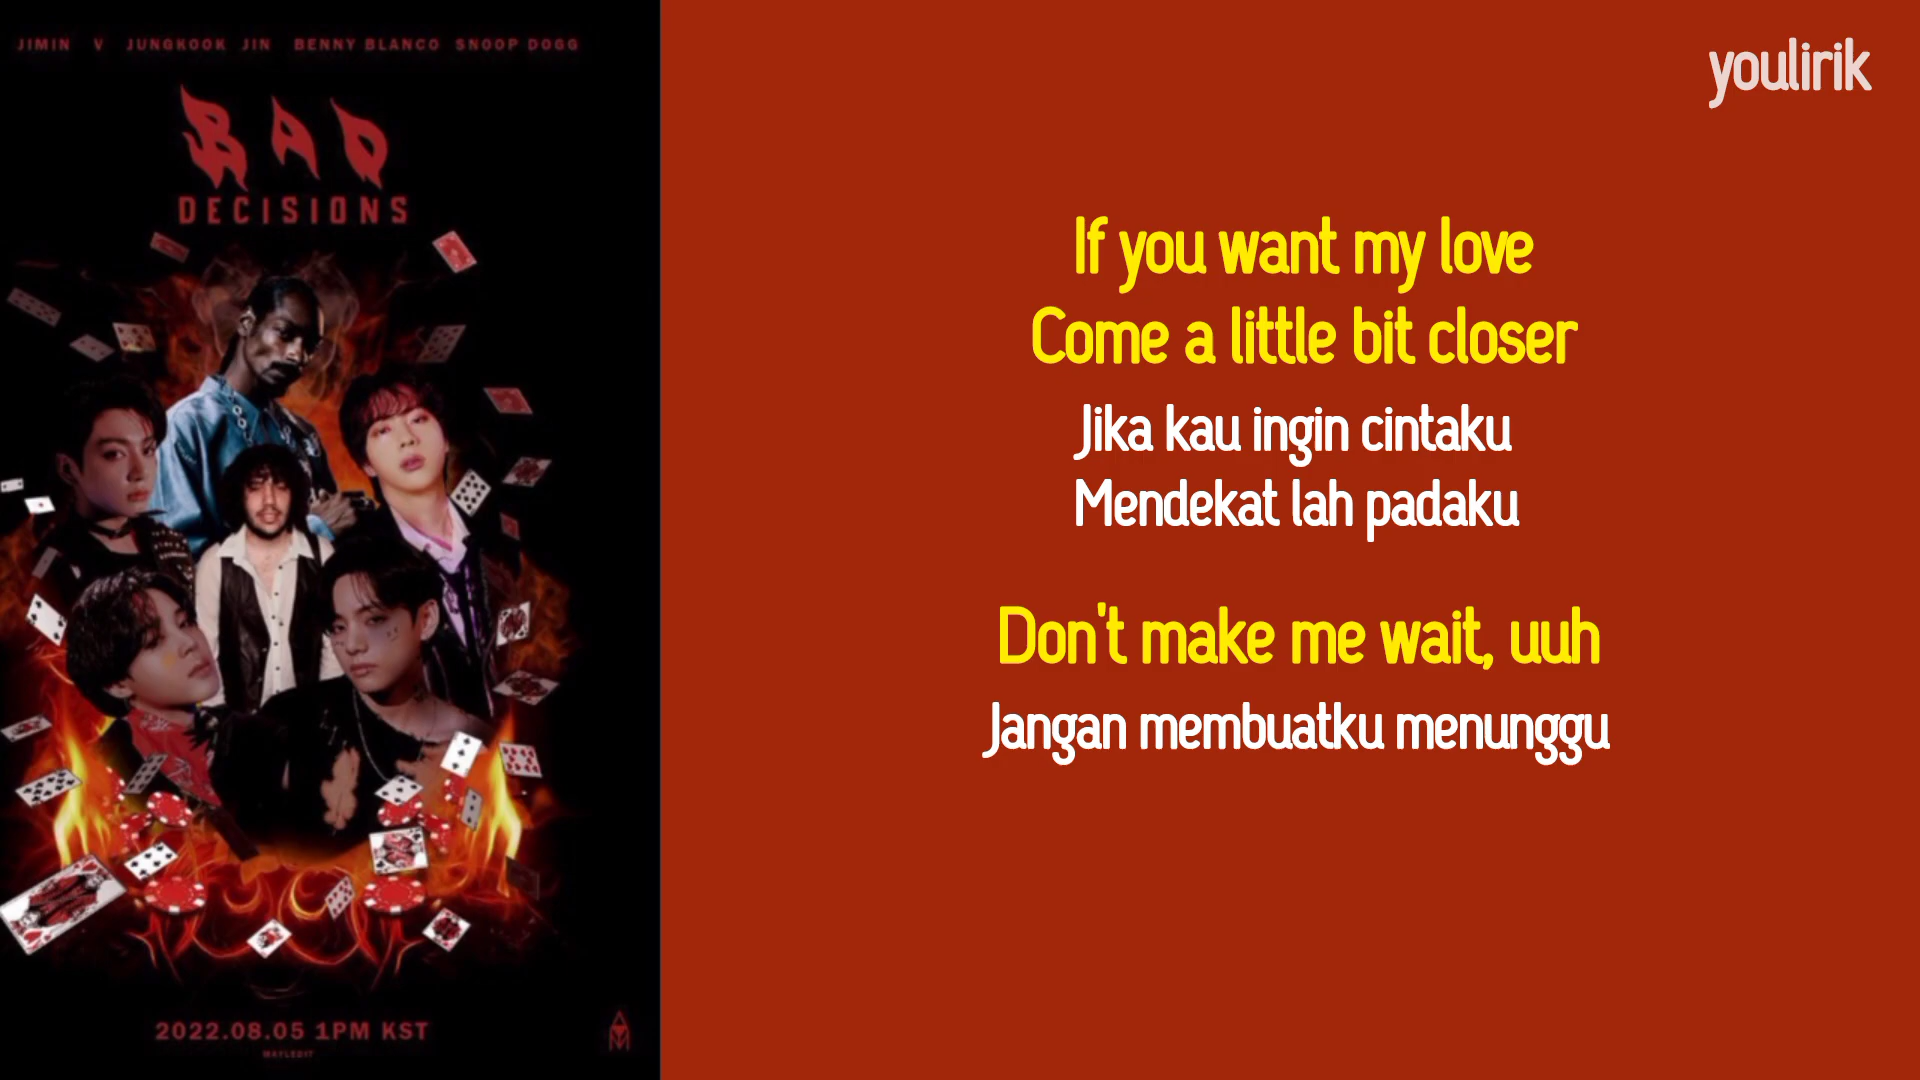 JIMIN V JUNGKOOK JIN BENNY BLANCO SNOOP DOGG
BAD
DECISIONS
2022.08.05 1PM KST
MAYLEDIT
youlirik
If you want my love
Come a little bit closer
Jika kau ingin cintaku
Mendekat lah padaku
Don't make me wait, uuh
Jangan membuatku menunggu